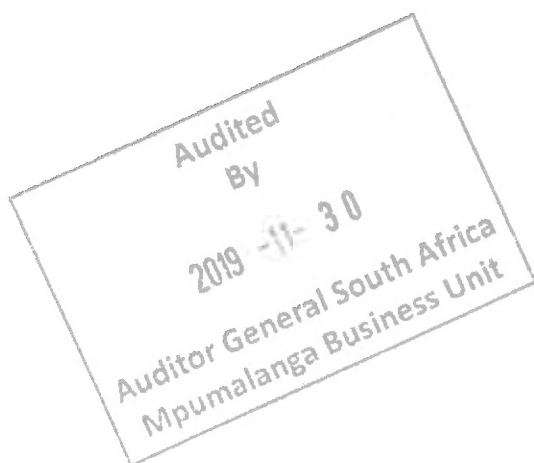 Audited
By
2019 -11- 30
Auditor General South Africa
Mpumalanga Business Unit